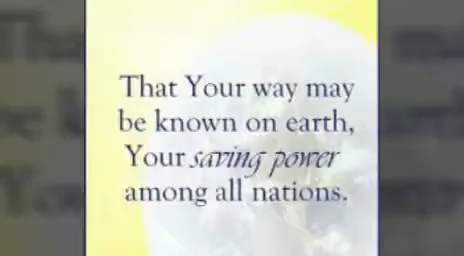 That Your way may
be known on earth,
Your saving power
among all nations.